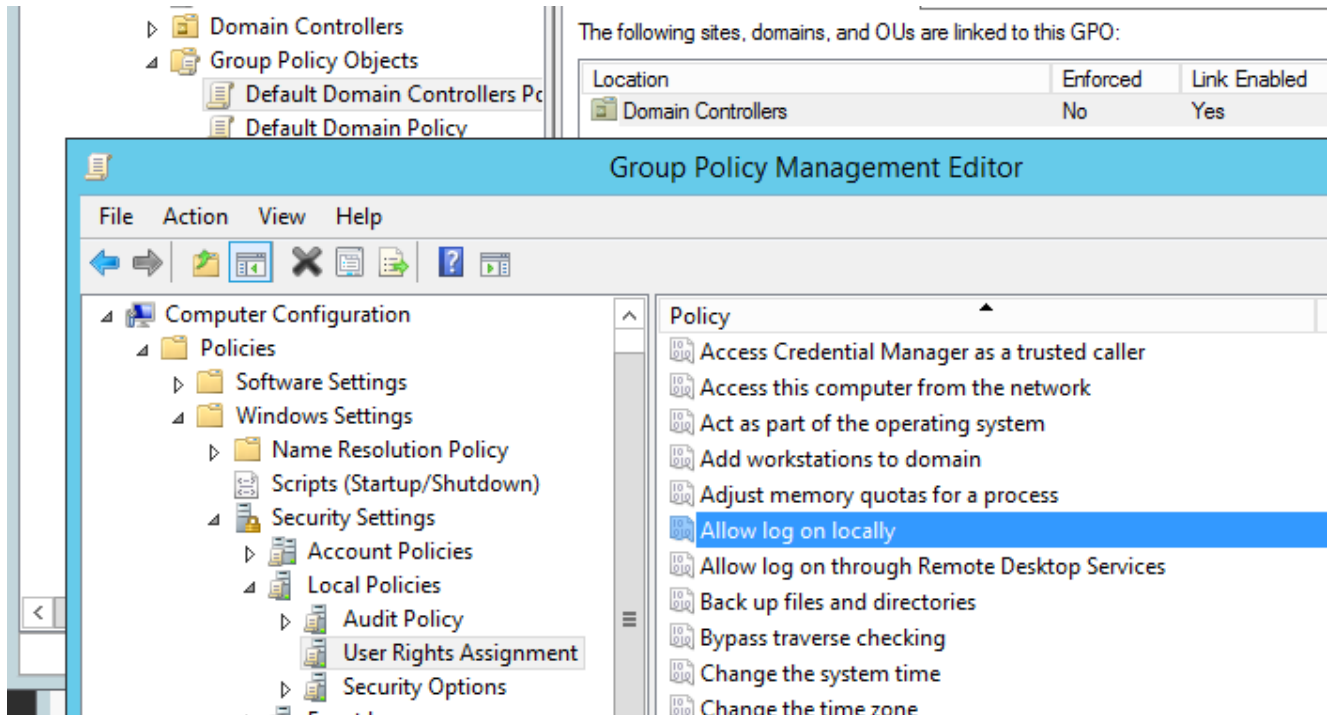 Domain Controllers
Group Policy Objects
Default Domain Controllers Po
Default Domain Policy
The following sites, domains, and OUs are linked to this GPO:
Location Enforced Link Enabled
Domain Controllers No Yes
Group Policy Management Editor
File Action View Help
Computer Configuration
Policies
Software Settings
Windows Settings
Name Resolution Policy
Scripts (Startup/Shutdown)
Security Settings
Account Policies
Local Policies
Audit Policy
User Rights Assignment
Security Options
Policy
Access Credential Manager as a trusted caller
Access this computer from the network
Act as part of the operating system
Add workstations to domain
Adjust memory quotas for a process
Allow log on locally
Allow log on through Remote Desktop Services
Back up files and directories
Bypass traverse checking
Change the system time
Change the time zone